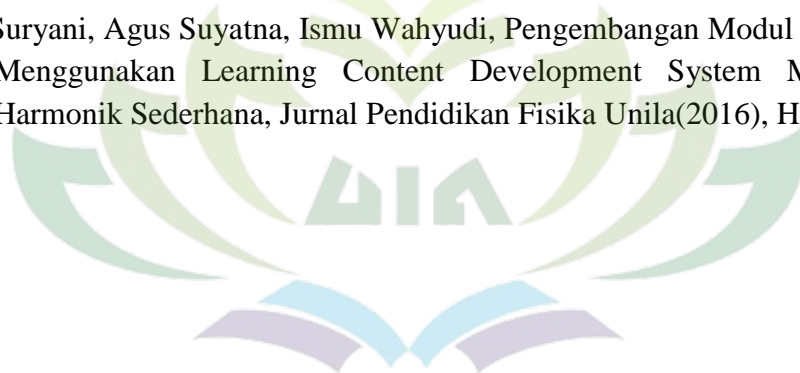 Suryani, Agus Suyatna, Ismu Wahyudi, Pengembangan Modul
Menggunakan Learning Content Development System M
Harmonik Sederhana, Jurnal Pendidikan Fisika Unila(2016), H
UIN